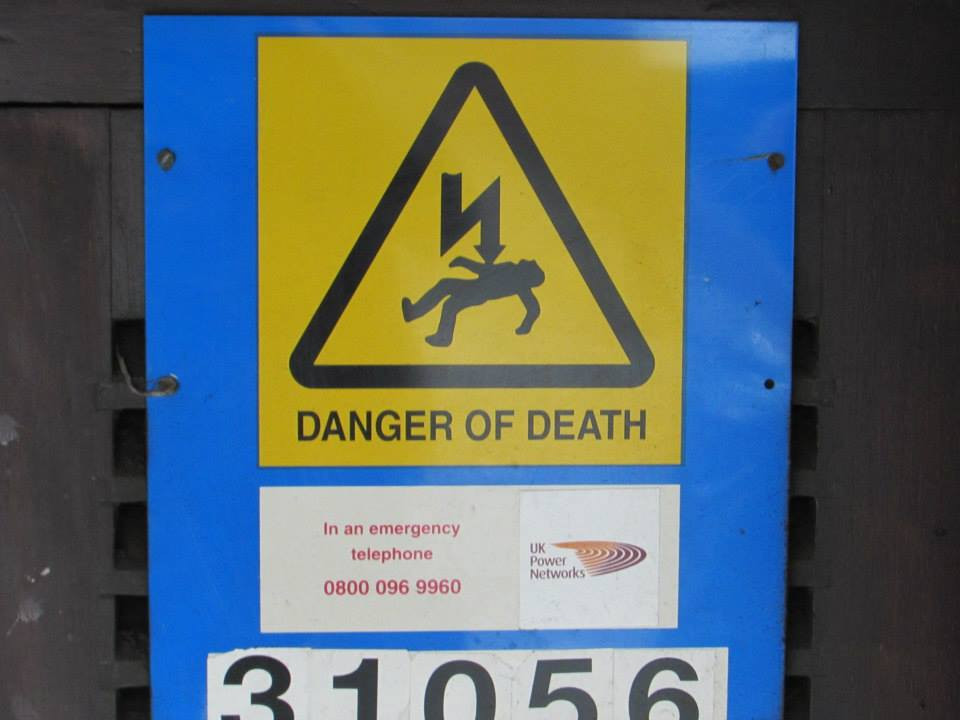 DANGER OF DEATH
In an emergency
telephone
0800 096 9960
UK
Power
Networks
31056